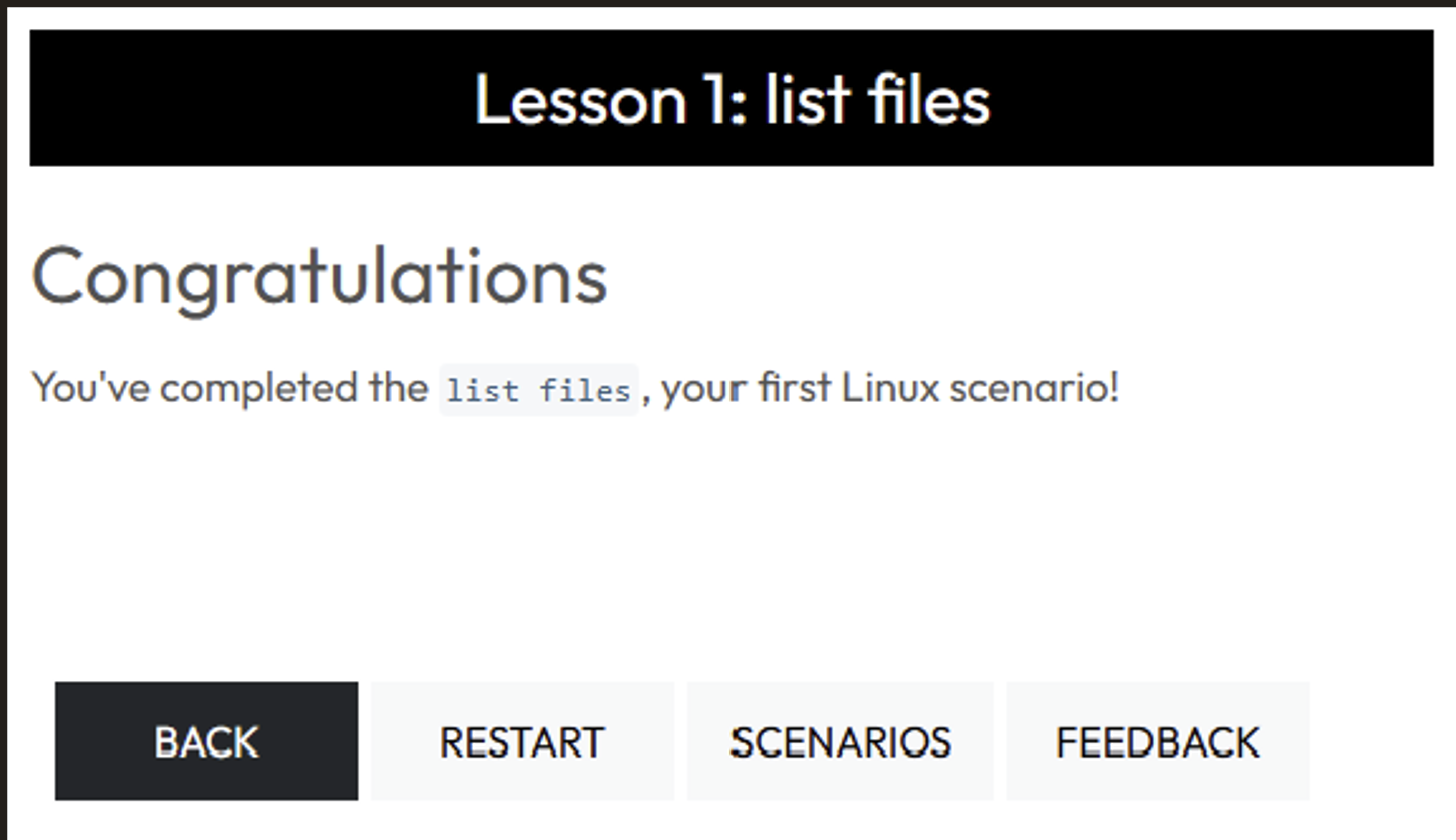 Lesson 1: list files
Congratulations
You've completed the list files, your first Linux scenario!
BACK RESTART SCENARIOS FEEDBACK